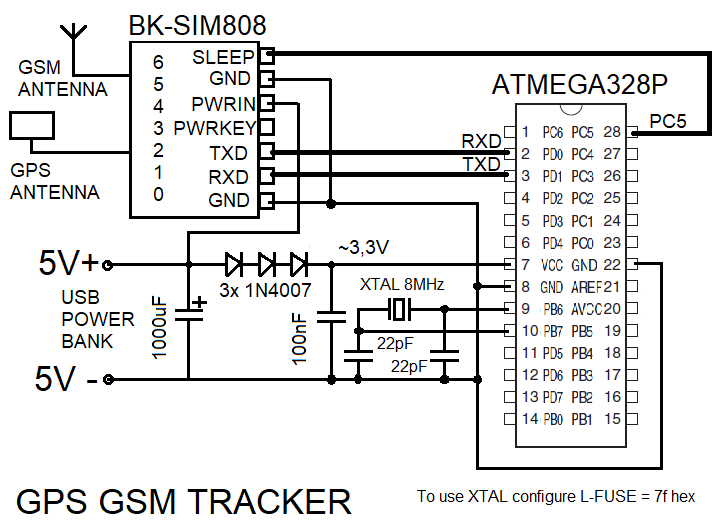 BK-SIM808
GSM
ANTENNA
GPS
ANTENNA
6
5
4
3
2
1
0
SLEEP
GND
PWRIN
PWRKEY
TXD
RXD
GND
ATMEGA328P
PC5
RXD
TXD
1 PC6 PC5 28
2 PD0 PC4 27
3 PD1 PC3 26
4 PD2 PC2 25
5 PD3 PC1 24
6 PD4 PC0 23
7 VCC GND 22
8 GND AREF 21
9 PB6 AVCC 20
10 PB7 PB5 19
11 PD5 PB4 18
12 PD6 PB3 17
13 PD7 PB2 16
14 PB0 PB1 15
5V+
USB
POWER
BANK
5V -
1000uF
+
3x 1N4007
~3,3V
100nF
XTAL 8MHz
22pF
22pF
GPS GSM TRACKER
To use XTAL configure L-FUSE = 7f hex